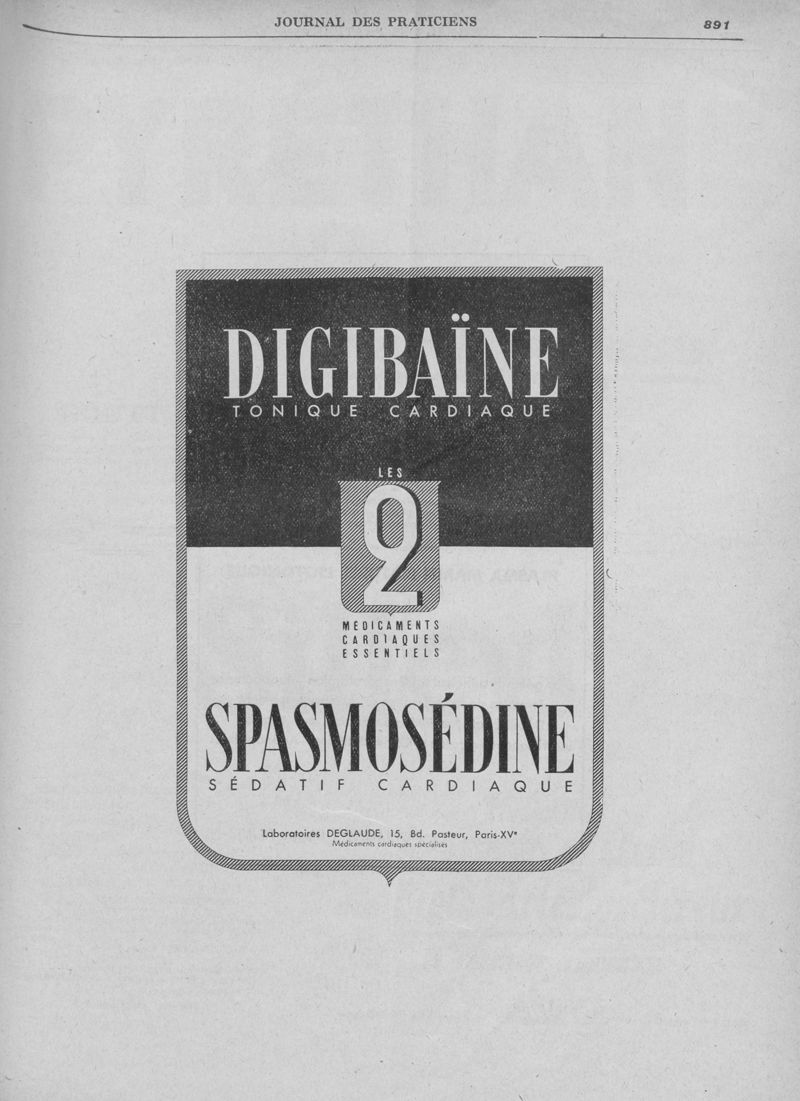 JOURNAL DES PRATICIENS 891
DIGIBAÏNE
TONIQUE CARDIAQUE
LES
2
MEDICAMENTS
CARDIAQUES
ESSENTIELS
SPASMOSÉDINE
SÉDATIF CARDIAQUE
Laboratoires DEGLAUDE, 15, Bd. Pasteur, Paris-XVe
Médicaments cardiaques spécialisés